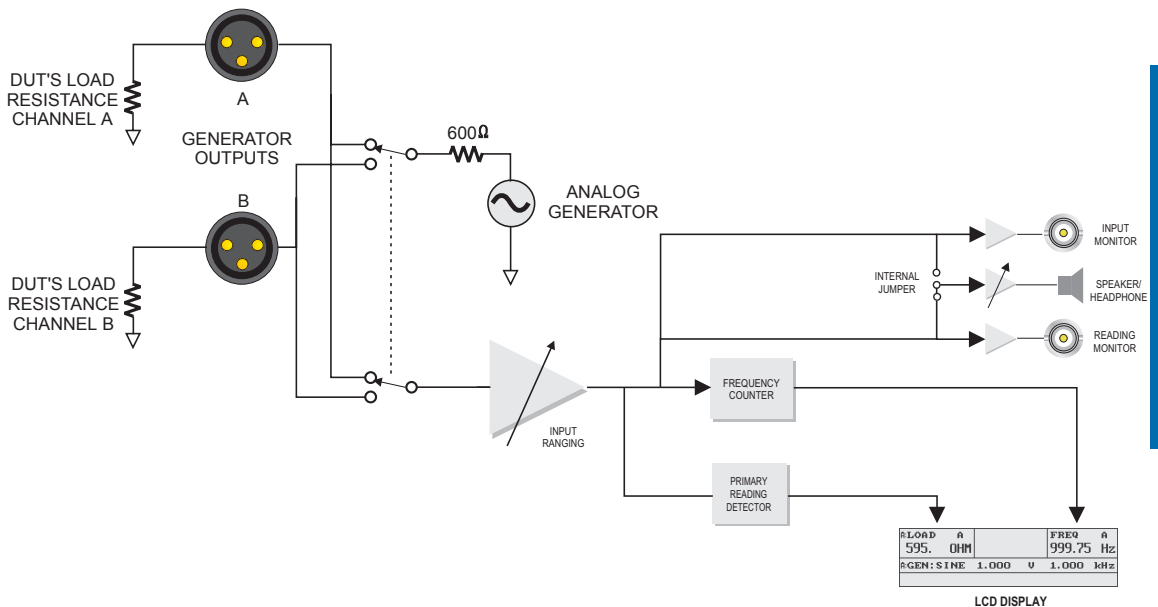 DUT'S LOAD
RESISTANCE
CHANNEL A
A
GENERATOR
OUTPUTS
B
DUT'S LOAD
RESISTANCE
CHANNEL B
600Ω
ANALOG
GENERATOR
INPUT
RANGING
INPUT
MONITOR
INTERNAL
JUMPER
SPEAKER/
HEADPHONE
READING
MONITOR
FREQUENCY
COUNTER
PRIMARY
READING
DETECTOR
A:LOAD A FREQ A
595. OHM 999.75 Hz
A:GEN:SINE 1.000 V 1.000 kHz
LCD DISPLAY